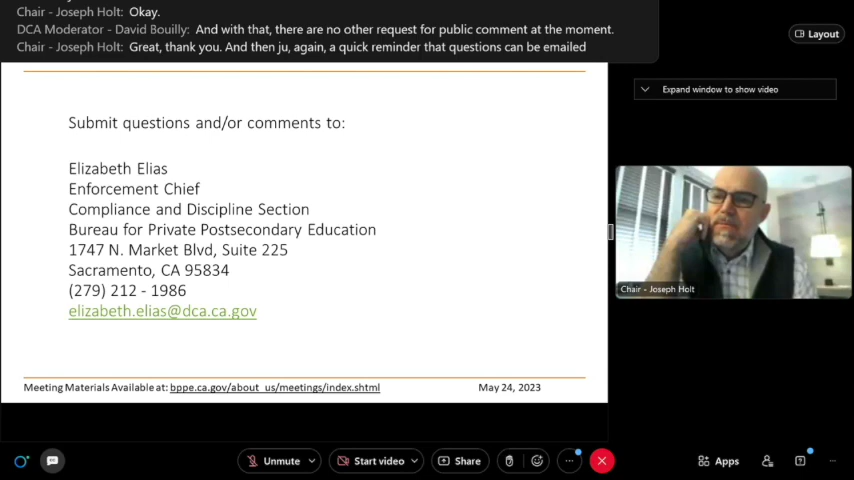 Chair - Joseph Holt: Okay.
DCA Moderator - David Bouilly: And with that, there are no other request for public comment at the moment.
Chair - Joseph Holt: Great, thank you. And then ju, again, a quick reminder that questions can be emailed
Layout
Expand window to show video
Submit questions and/or comments to:
Elizabeth Elias
Enforcement Chief
Compliance and Discipline Section
Bureau for Private Postsecondary Education
1747 N. Market Blvd, Suite 225
Sacramento, CA 95834
(279) 212 - 1986
elizabeth.elias@dca.ca.gov
Chair - Joseph Holt
Meeting Materials Available at: bppe.ca.gov/about_us/meetings/index.shtml
May 24, 2023
Unmute
Start video
Share
Apps